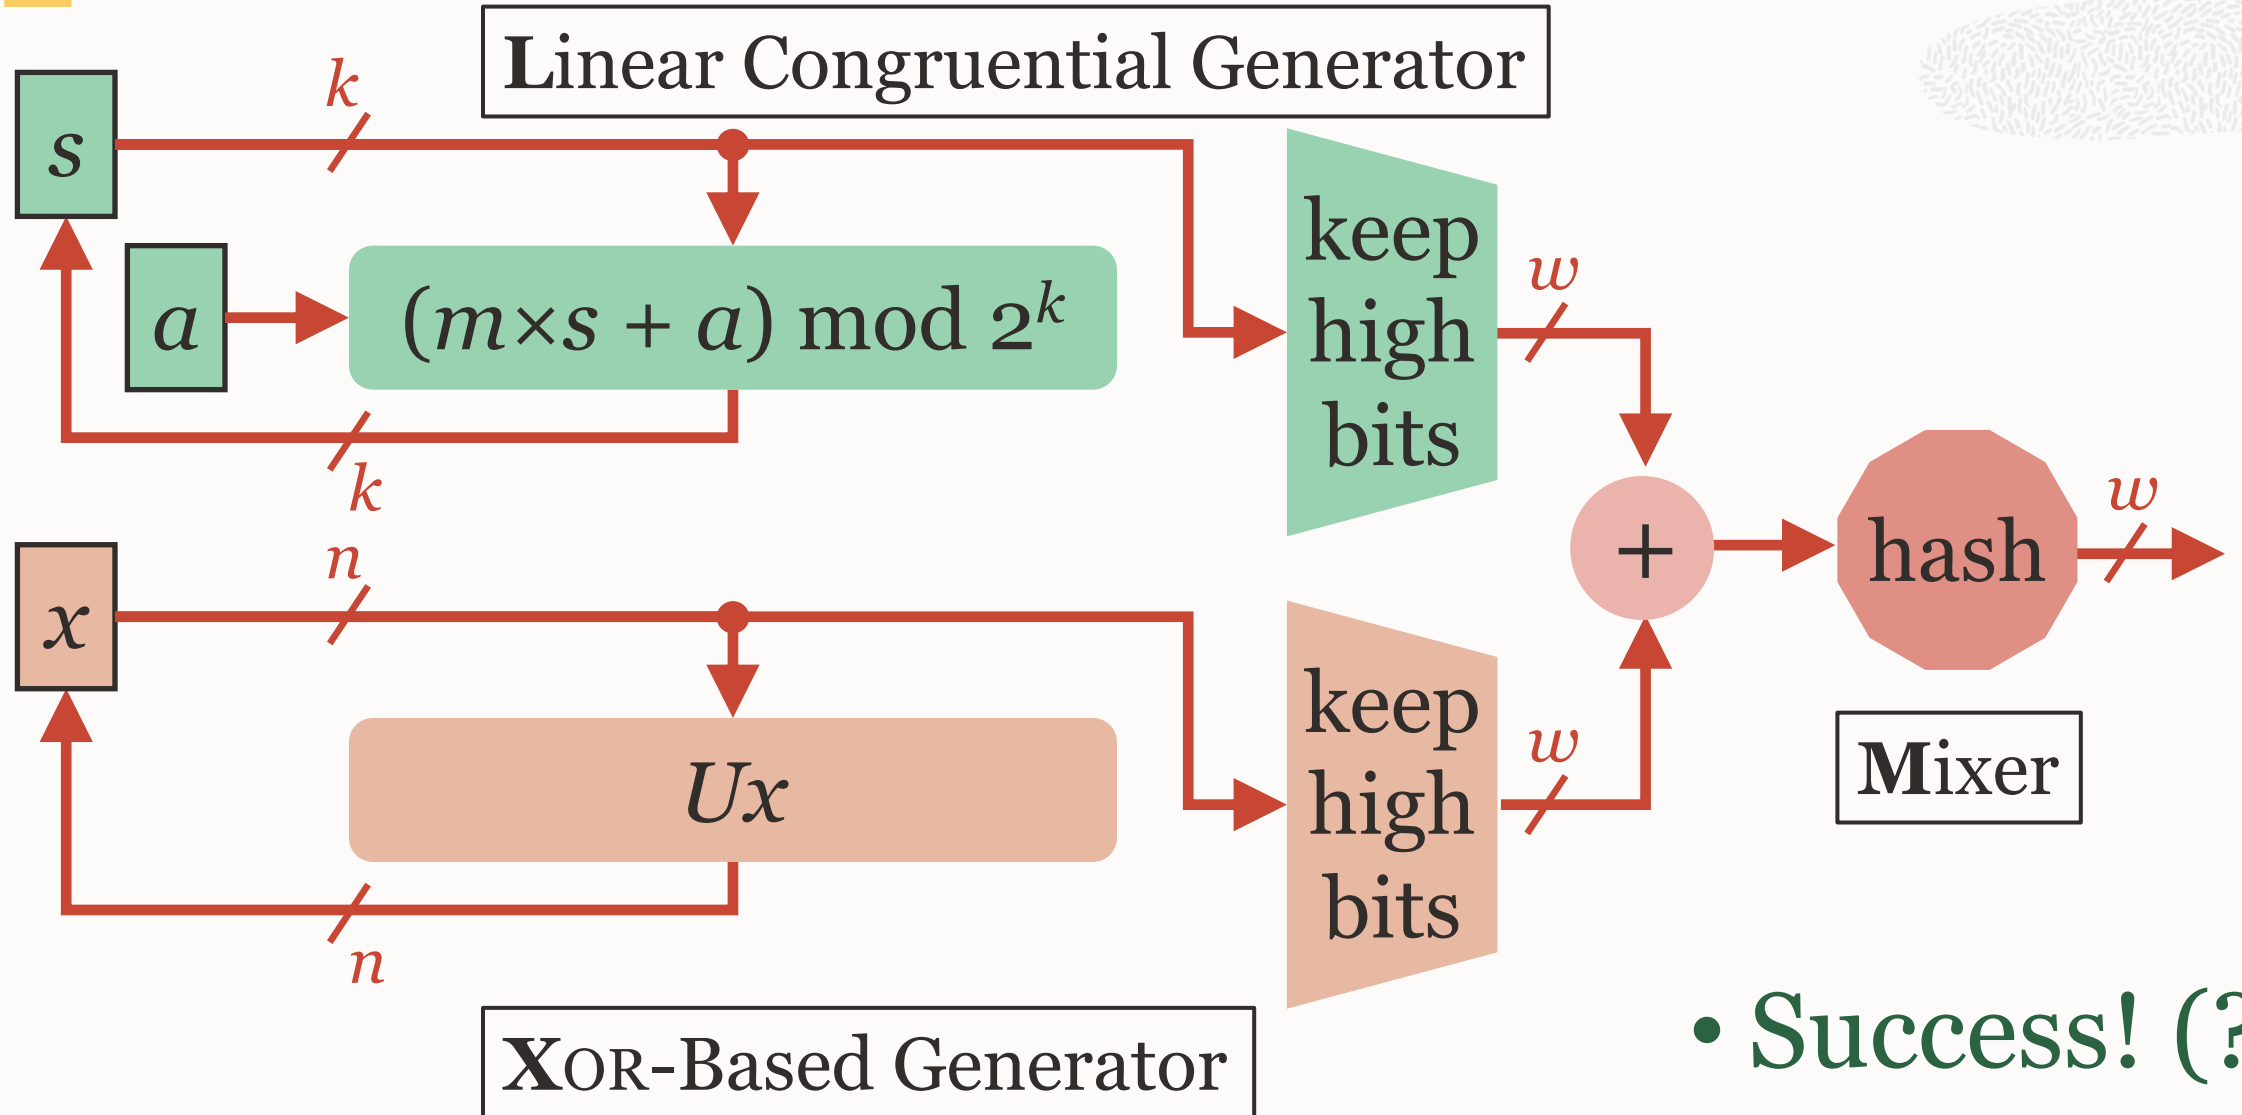 Linear Congruential Generator
k
s
a
(m×s + a) mod 2^k
k
keep
high
bits
w
+
hash
w
Mixer
n
x
Ux
n
keep
high
bits
w
XOR-Based Generator
• Success! (?